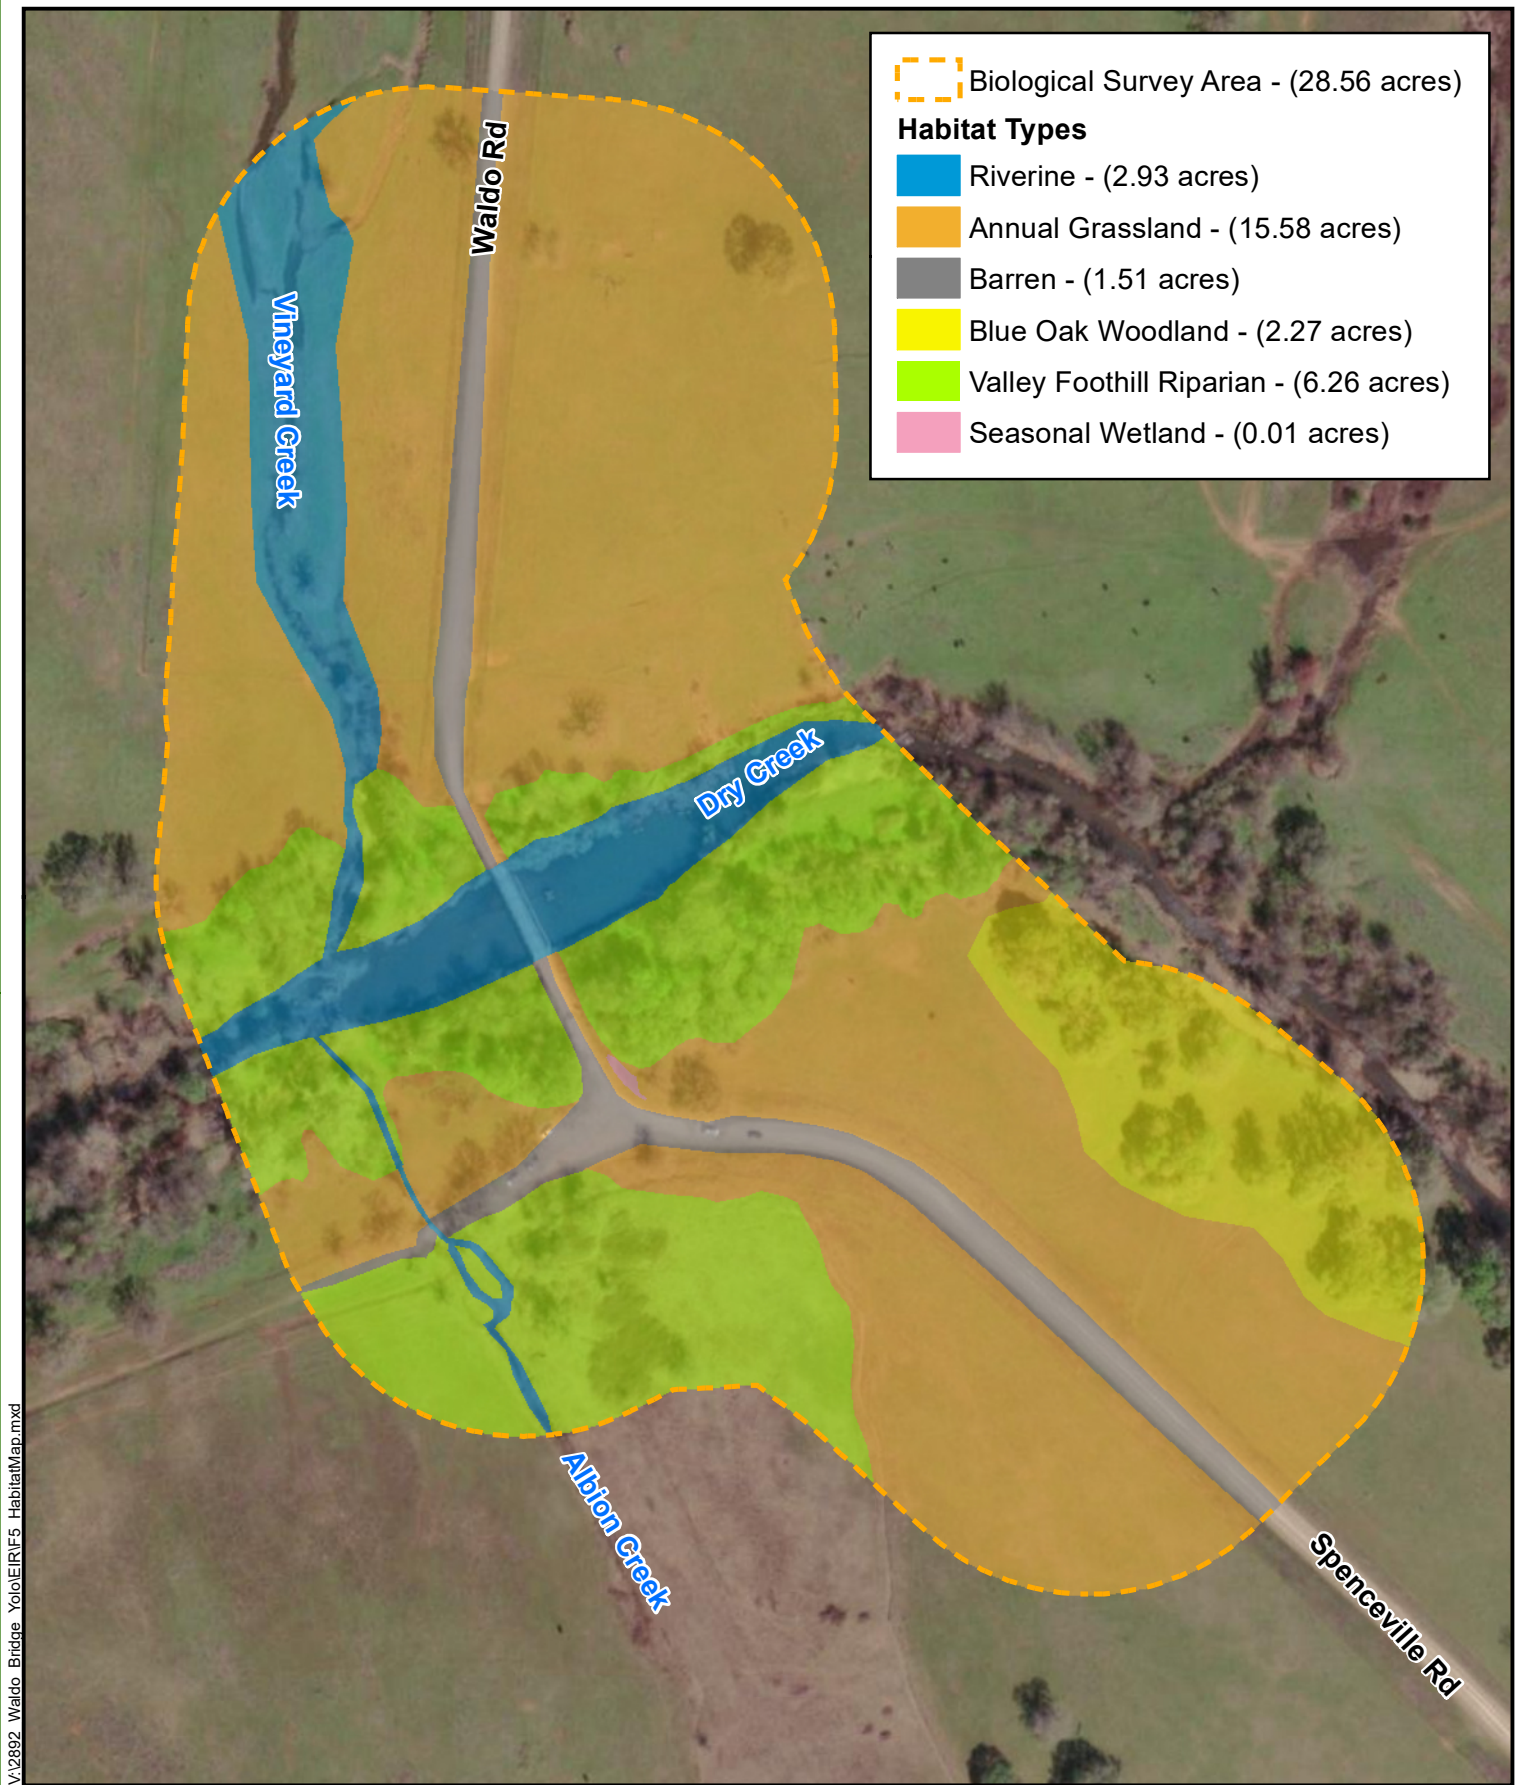 Biological Survey Area - (28.56 acres)
Habitat Types
Riverine - (2.93 acres)
Annual Grassland - (15.58 acres)
Barren - (1.51 acres)
Blue Oak Woodland - (2.27 acres)
Valley Foothill Riparian - (6.26 acres)
Seasonal Wetland - (0.01 acres)
Waldo Rd
Vineyard Creek
Dry Creek
Albion Creek
Spenceville Rd
V:\2892_Waldo_Bridge_Yolo\EIR\F5_HabitatMap.mxd